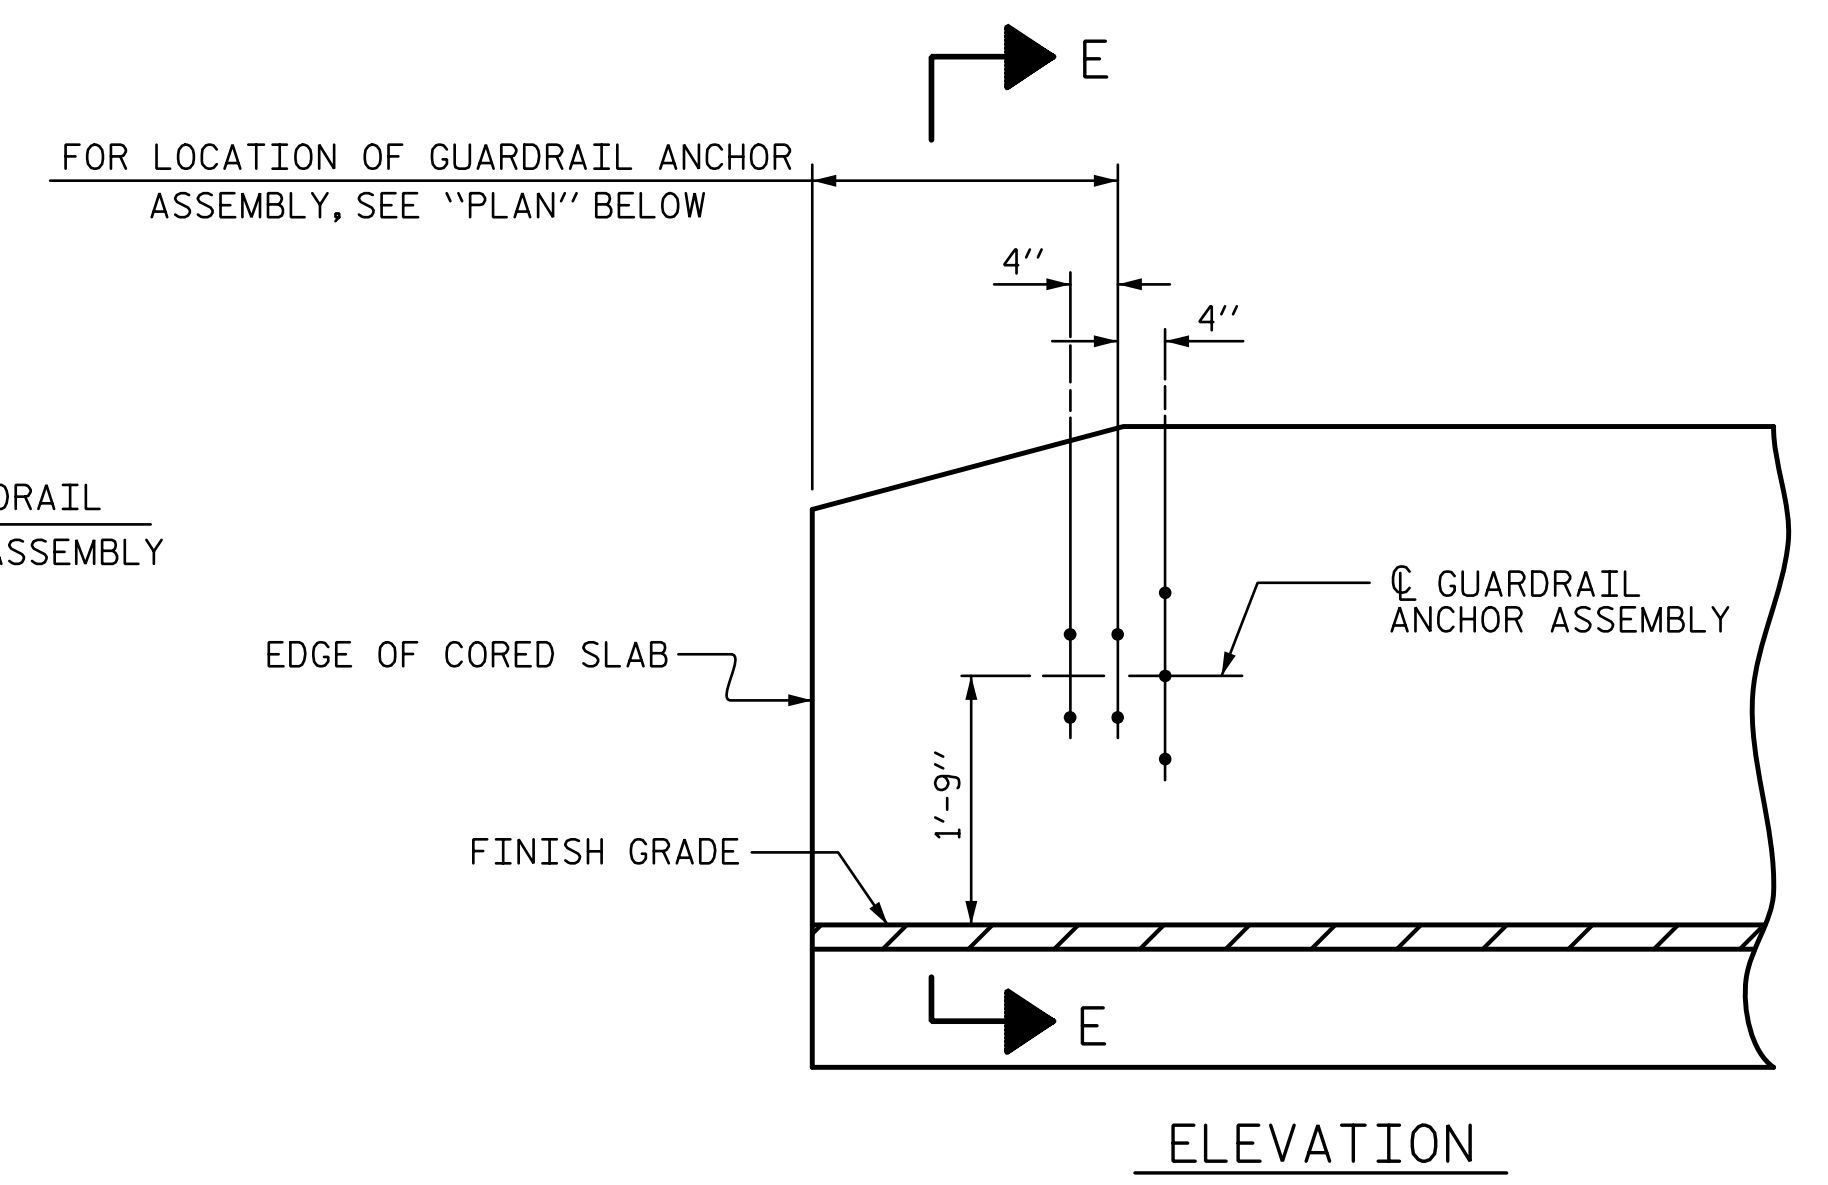 E
FOR LOCATION OF GUARDRAIL ANCHOR
ASSEMBLY, SEE "PLAN" BELOW
4"
4"
DRAIL
ASSEMBLY
℄ GUARDRAIL
ANCHOR ASSEMBLY
EDGE OF CORED SLAB
1'-9"
FINISH GRADE
E
ELEVATION